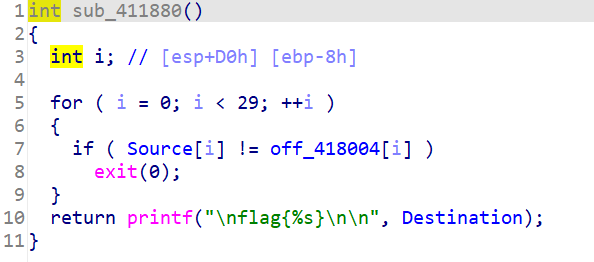 1 int sub_411880()
2 {
3   int i; // [esp+D0h] [ebp-8h]
4
5   for ( i = 0; i < 29; ++i )
6   {
7     if ( Source[i] != off_418004[i] )
8       exit(0);
9   }
10   return printf("\nflag{%s}\n\n", Destination);
11 }